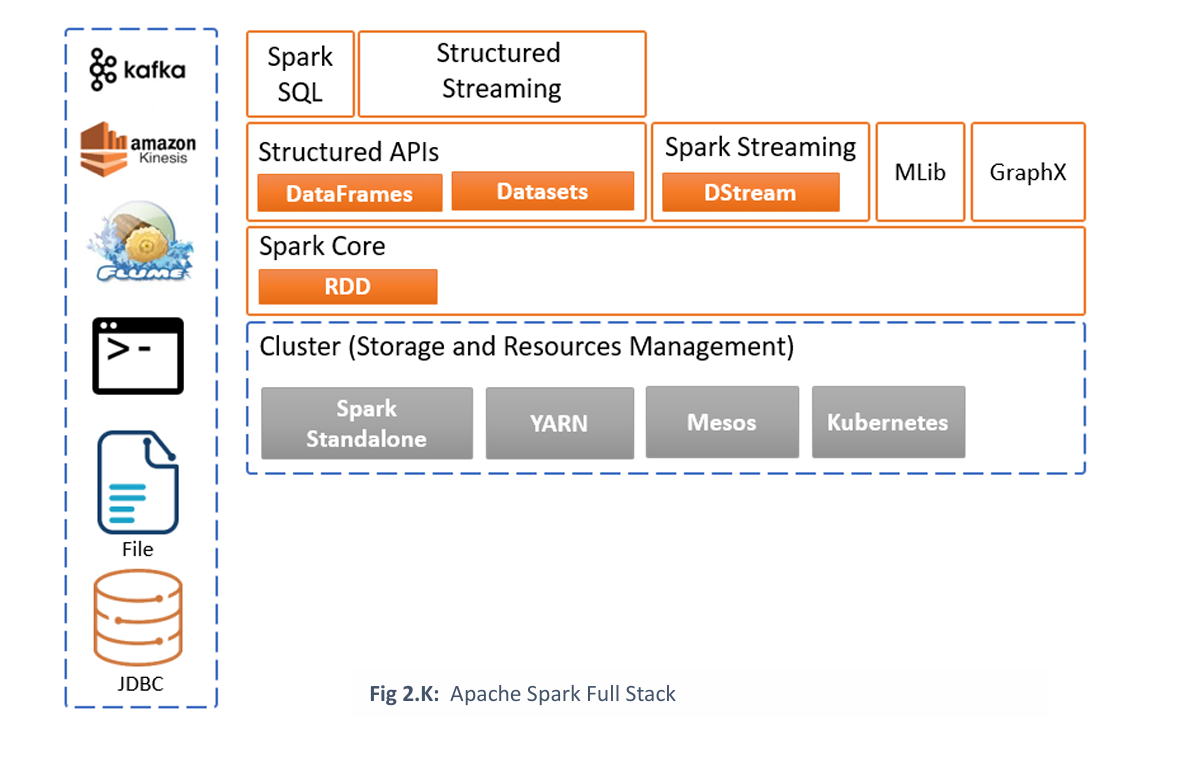 kafka
amazon
Kinesis
FLUME
>-
File
JDBC
Spark
SQL
Structured
Streaming
Structured APIs
DataFrames
Datasets
Spark Streaming
DStream
MLib
GraphX
Spark Core
RDD
Cluster (Storage and Resources Management)
Spark
Standalone
YARN
Mesos
Kubernetes
Fig 2.K: Apache Spark Full Stack